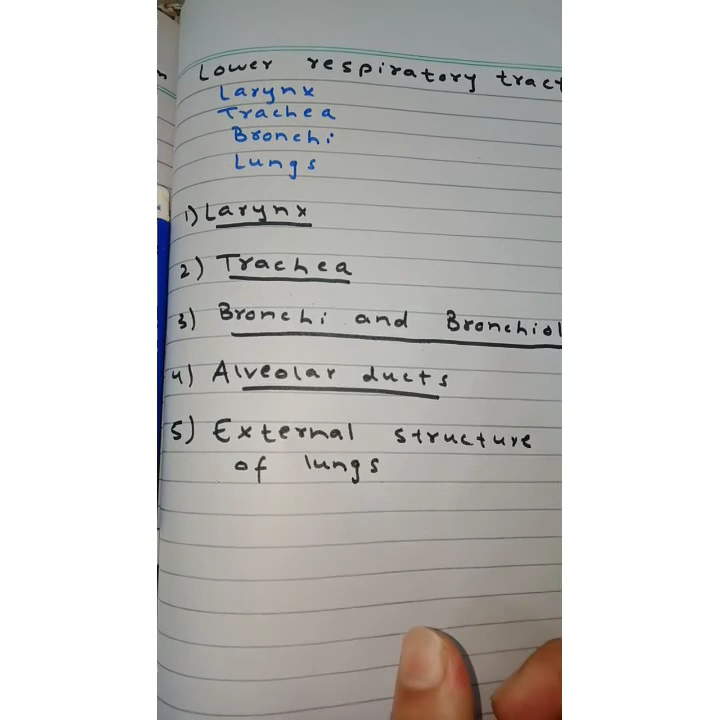 Lower respiratory tract
Larynx
Trachea
Bronchi
Lungs
1) Larynx
2) Trachea
3) Bronchi and Bronchiol
4) Alveolar ducts
5) External structure
of lungs